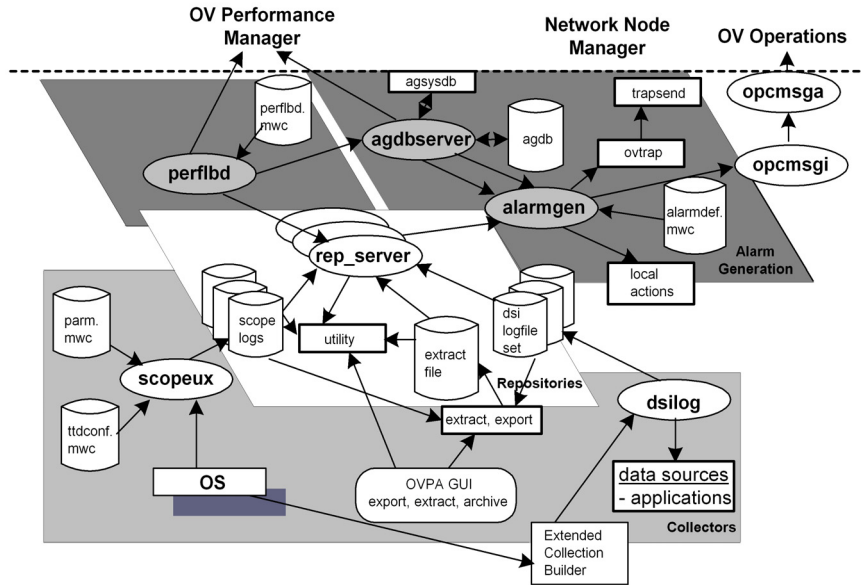 OV Performance
Manager
Network Node
Manager
OV Operations
agsysdb
trapsend
opcmsga
perflbd.
mwc
agdbserver
agdb
ovtrap
opcmsgi
perflbd
alarmgen
alarmdef.
mwc
rep_server
Alarm
Generation
local
actions
parm.
mwc
scope
logs
utility
extract
file
dsi
logfile
set
scopeux
Repositories
dsilog
ttdconf.
mwc
extract, export
OS
OVPA GUI
export, extract, archive
data sources
- applications
Collectors
Extended
Collection
Builder